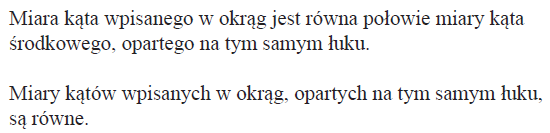 Miara kąta wpisanego w okrąg jest równa połowie miary kąta
środkowego, opartego na tym samym łuku.
Miary kątów wpisanych w okrąg, opartych na tym samym łuku,
są równe.